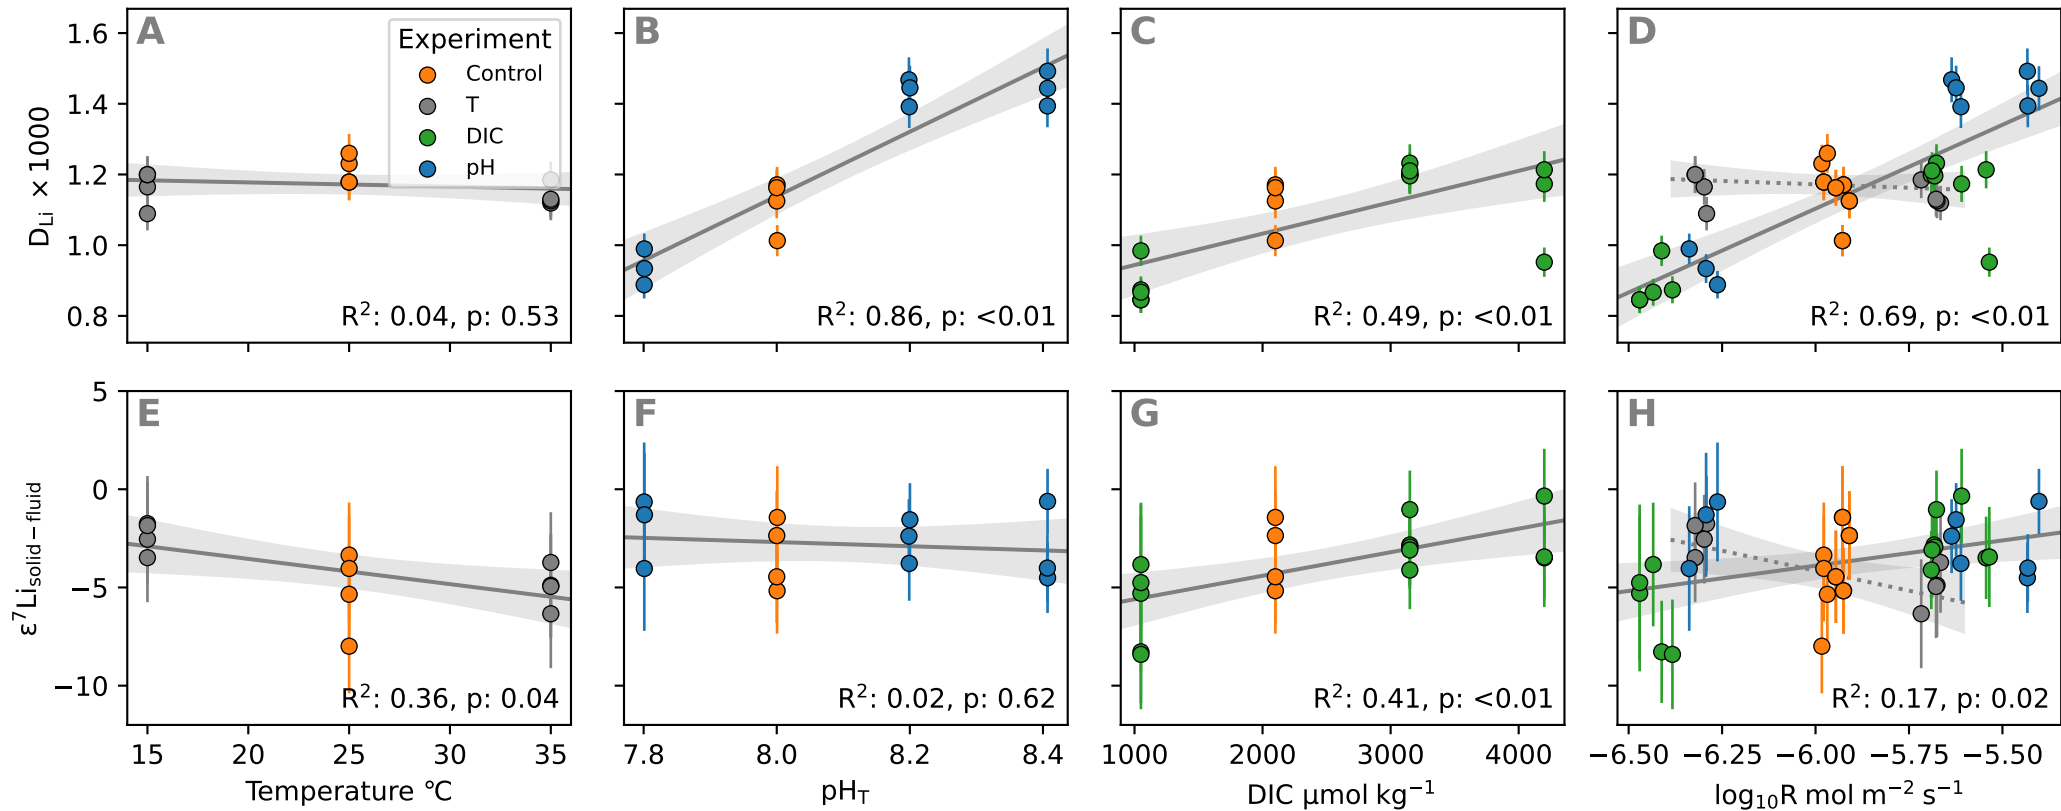 A
Experiment
Control
T
DIC
pH
B
C
D
1.6
1.4
1.2
1.0
0.8
D_Li × 1000
R²: 0.04, p: 0.53
R²: 0.86, p: <0.01
R²: 0.49, p: <0.01
R²: 0.69, p: <0.01
E
F
G
H
5
0
−5
−10
ε⁷Li_solid−fluid
R²: 0.36, p: 0.04
R²: 0.02, p: 0.62
R²: 0.41, p: <0.01
R²: 0.17, p: 0.02
15 20 25 30 35
7.8 8.0 8.2 8.4
1000 2000 3000 4000
−6.50 −6.25 −6.00 −5.75 −5.50
Temperature °C
pH_T
DIC µmol kg⁻¹
log₁₀R mol m⁻² s⁻¹